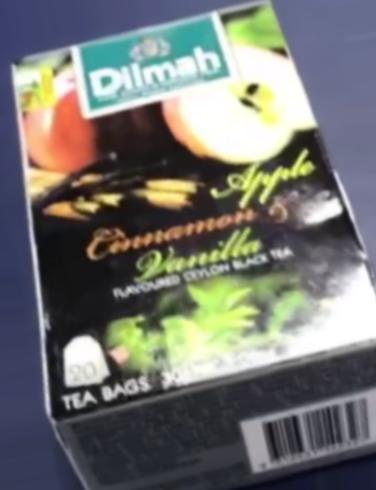 Dilmah
Apple
Cinnamon &
Vanilla
FLAVOURED CEYLON BLACK TEA
20
TEA BAGS